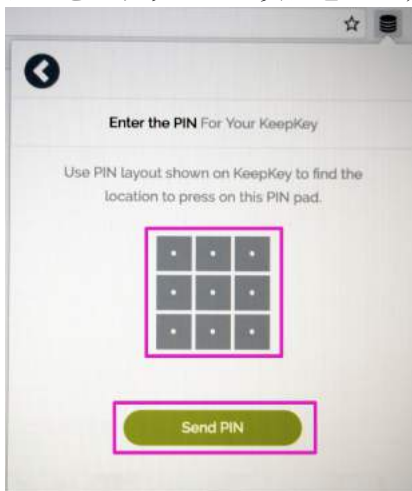 Enter the PIN For Your KeepKey
Use PIN layout shown on KeepKey to find the
location to press on this PIN pad.
Send PIN